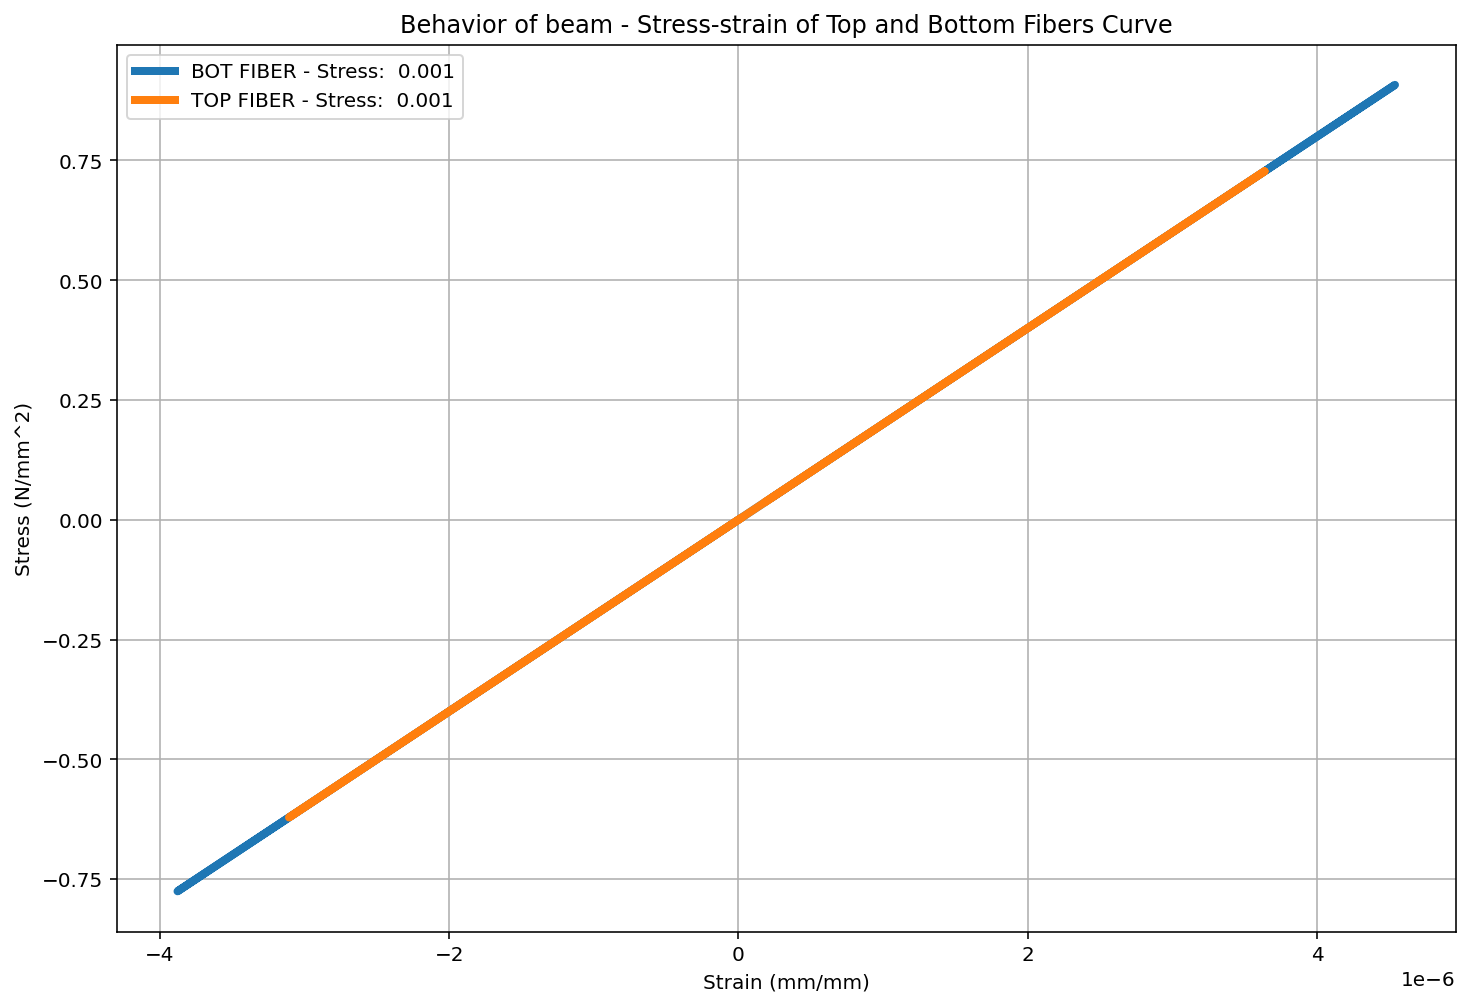 Behavior of beam - Stress-strain of Top and Bottom Fibers Curve
BOT FIBER - Stress:  0.001
TOP FIBER - Stress:  0.001
Stress (N/mm^2)
0.75
0.50
0.25
0.00
−0.25
−0.50
−0.75
−4
−2
0
2
4
1e−6
Strain (mm/mm)